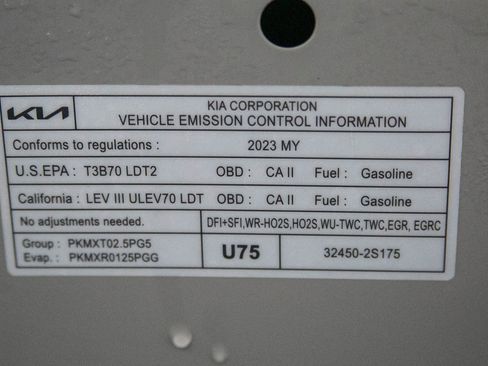 KIA
KIA CORPORATION
VEHICLE EMISSION CONTROL INFORMATION
Conforms to regulations : 2023 MY
U.S.EPA : T3B70 LDT2 OBD : CA II Fuel : Gasoline
California : LEV III ULEV70 LDT OBD : CA II Fuel : Gasoline
No adjustments needed. DFI+SFI,WR-HO2S,HO2S,WU-TWC,TWC,EGR, EGRC
Group : PKMXT02.5PG5
Evap. : PKMXR0125PGG
U75
32450-2S175